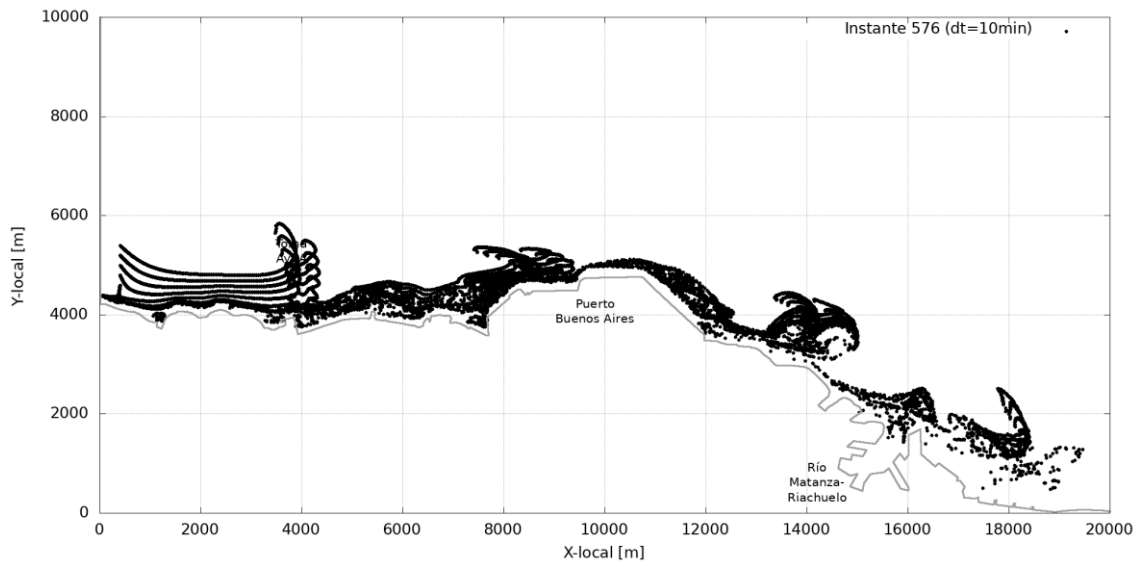 10000
Instante 576 (dt=10min)
8000
6000
4000
2000
0
Y-local [m]
Puerto
Buenos Aires
Río
Matanza-
Riachuelo
0 2000 4000 6000 8000 10000 12000 14000 16000 18000 20000
X-local [m]